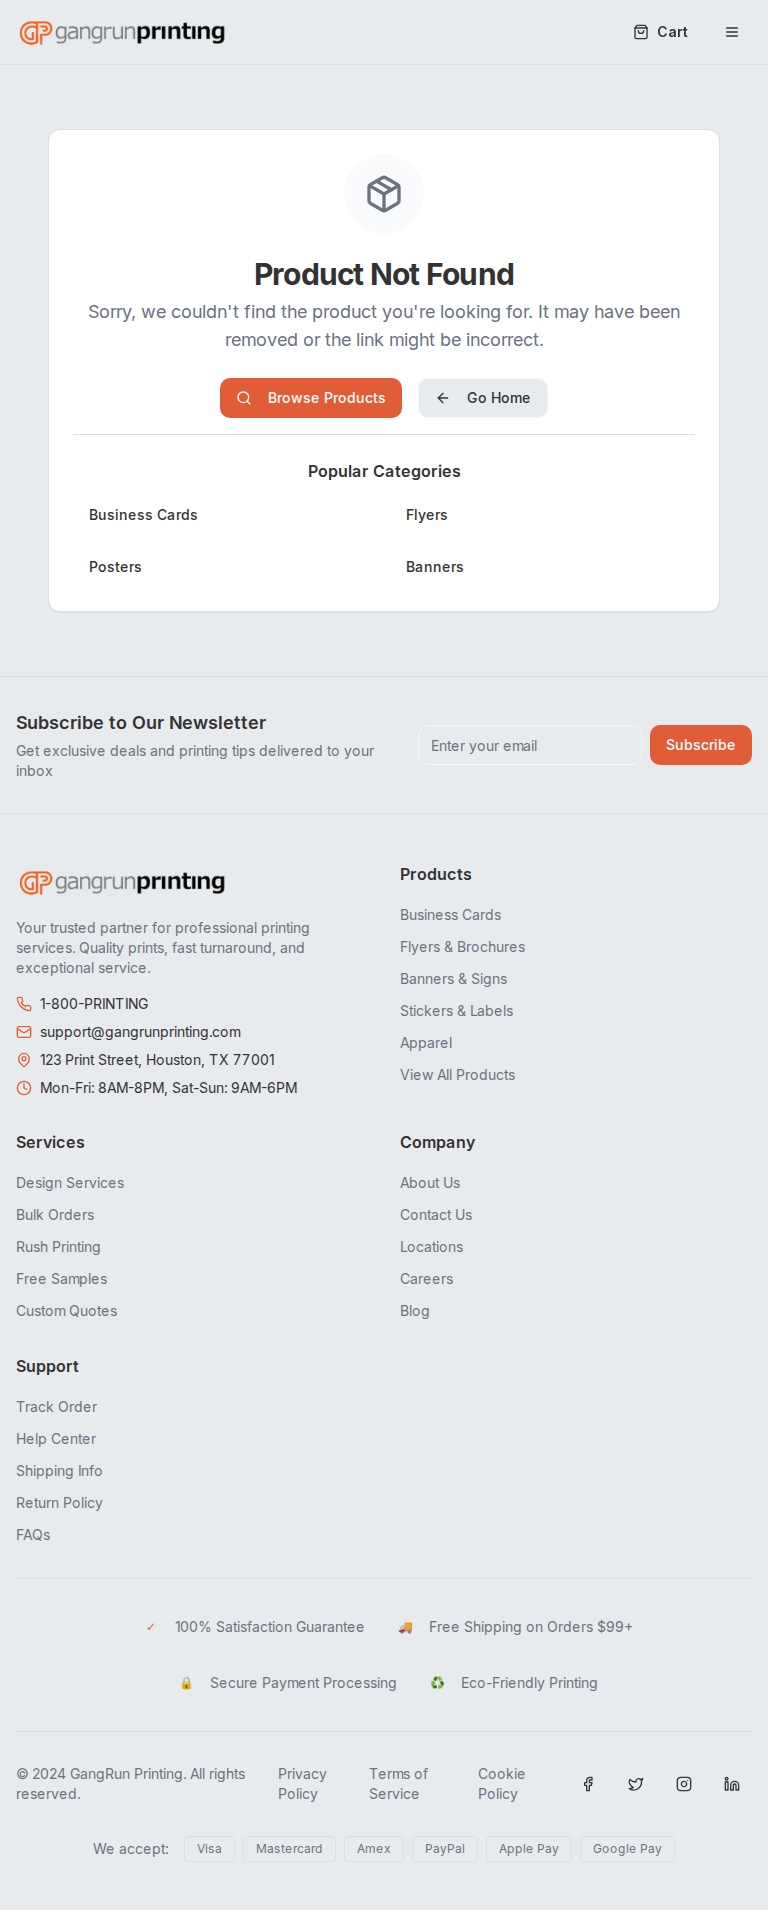 gangrunprinting
Cart
Product Not Found
Sorry, we couldn't find the product you're looking for. It may have been
removed or the link might be incorrect.
Browse Products
Go Home
Popular Categories
Business Cards
Flyers
Posters
Banners
Subscribe to Our Newsletter
Get exclusive deals and printing tips delivered to your
inbox
Enter your email
Subscribe
gangrunprinting
Your trusted partner for professional printing
services. Quality prints, fast turnaround, and
exceptional service.
1-800-PRINTING
support@gangrunprinting.com
123 Print Street, Houston, TX 77001
Mon-Fri: 8AM-8PM, Sat-Sun: 9AM-6PM
Products
Business Cards
Flyers & Brochures
Banners & Signs
Stickers & Labels
Apparel
View All Products
Services
Design Services
Bulk Orders
Rush Printing
Free Samples
Custom Quotes
Company
About Us
Contact Us
Locations
Careers
Blog
Support
Track Order
Help Center
Shipping Info
Return Policy
FAQs
✓ 100% Satisfaction Guarantee
🚚 Free Shipping on Orders $99+
🔒 Secure Payment Processing
♻️ Eco-Friendly Printing
© 2024 GangRun Printing. All rights
reserved.
Privacy
Policy
Terms of
Service
Cookie
Policy
We accept:
Visa
Mastercard
Amex
PayPal
Apple Pay
Google Pay